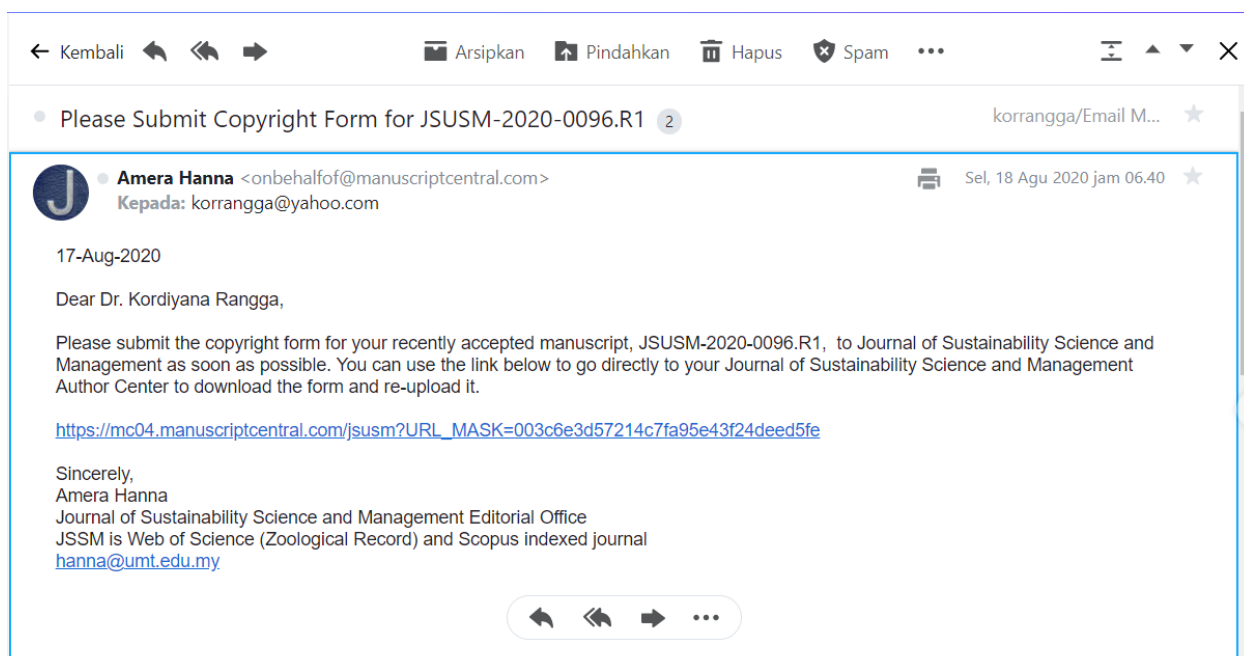 Kembali Arsipkan Pindahkan Hapus Spam
Please Submit Copyright Form for JSUSM-2020-0096.R1 2 korrangga/Email M...
J
Amera Hanna <onbehalfof@manuscriptcentral.com> Sel, 18 Agu 2020 jam 06.40
Kepada: korrangga@yahoo.com
17-Aug-2020
Dear Dr. Kordiyana Rangga,
Please submit the copyright form for your recently accepted manuscript, JSUSM-2020-0096.R1, to Journal of Sustainability Science and
Management as soon as possible. You can use the link below to go directly to your Journal of Sustainability Science and Management
Author Center to download the form and re-upload it.
https://mc04.manuscriptcentral.com/jsusm?URL_MASK=003c6e3d57214c7fa95e43f24deed5fe
Sincerely,
Amera Hanna
Journal of Sustainability Science and Management Editorial Office
JSSM is Web of Science (Zoological Record) and Scopus indexed journal
hanna@umt.edu.my